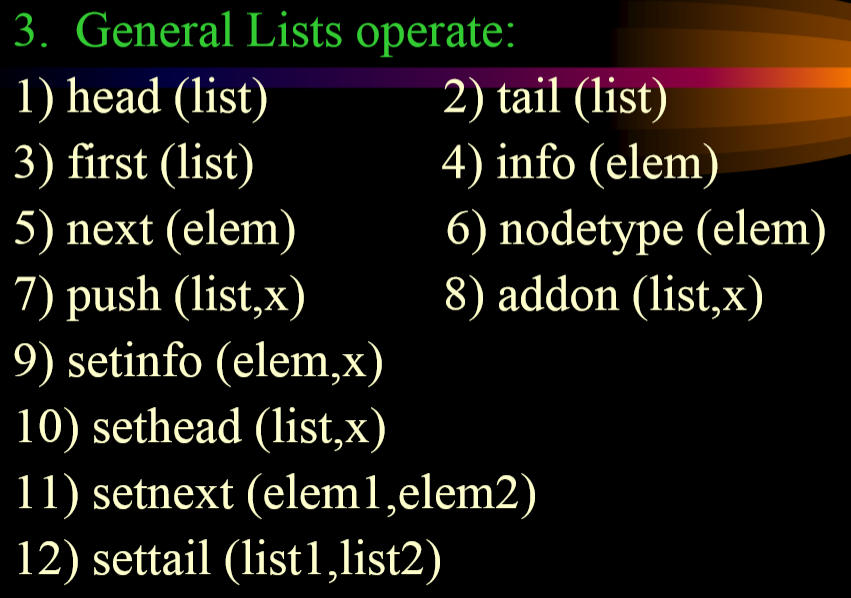 3. General Lists operate:
1) head (list) 2) tail (list)
3) first (list) 4) info (elem)
5) next (elem) 6) nodetype (elem)
7) push (list,x) 8) addon (list,x)
9) setinfo (elem,x)
10) sethead (list,x)
11) setnext (elem1,elem2)
12) settail (list1,list2)